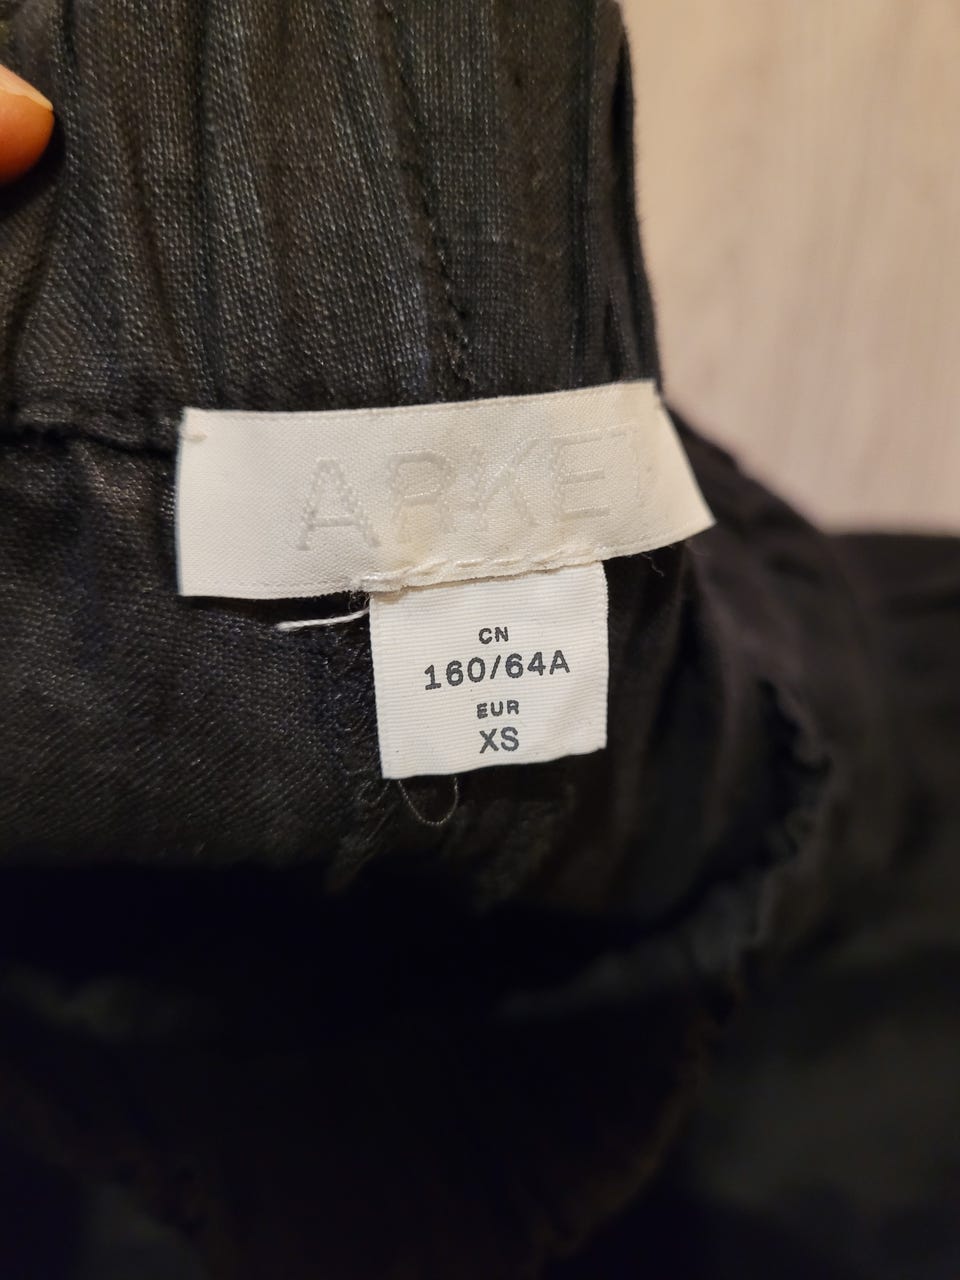 ARKET
CN
160/64A
EUR
XS